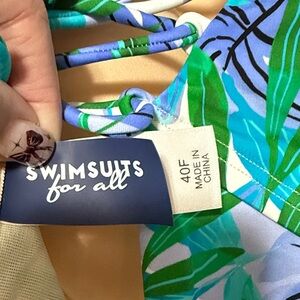 SWIMSUITS
for all
40F
MADE IN
CHINA